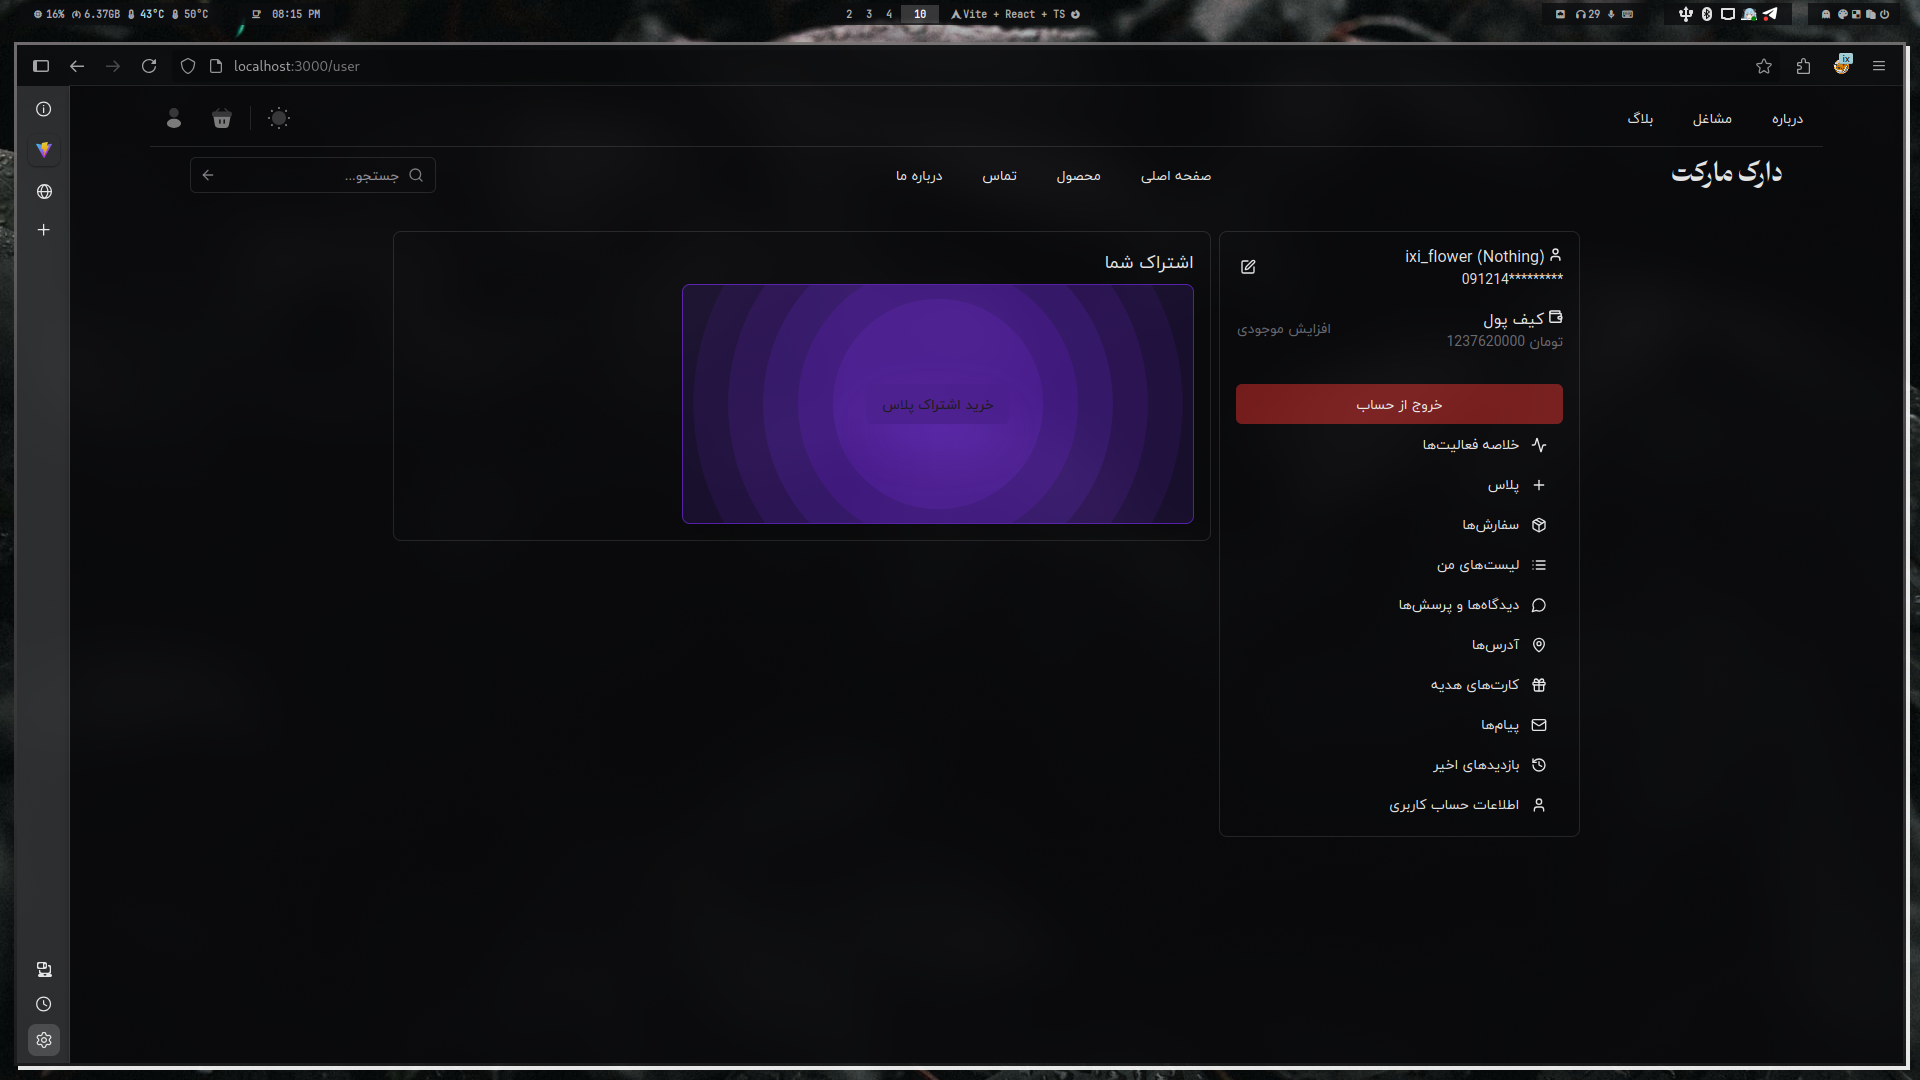 16% 6.37GB 43°C 50°C 08:15 PM
2 3 4 10 Vite + React + TS
29
localhost:3000/user
درباره مشاغل بلاگ
دارک مارکت
صفحه اصلی محصول تماس درباره ما
جستجو...
ixi_flower (Nothing)
091214*********
کیف پول
افزایش موجودی
تومان 1237620000
خروج از حساب
خلاصه فعالیت‌ها
پلاس
سفارش‌ها
لیست‌های من
دیدگاه‌ها و پرسش‌ها
آدرس‌ها
کارت‌های هدیه
پیام‌ها
بازدیدهای اخیر
اطلاعات حساب کاربری
اشتراک شما
خرید اشتراک پلاس